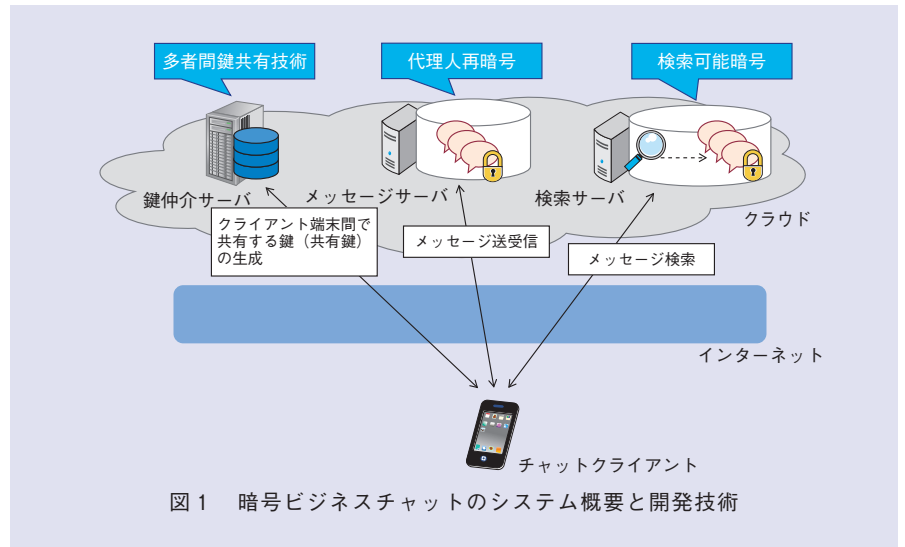 多者間鍵共有技術
代理人再暗号
検索可能暗号
鍵仲介サーバ
メッセージサーバ
検索サーバ
クラウド
クライアント端末間で
共有する鍵（共有鍵）
の生成
メッセージ送受信
メッセージ検索
インターネット
チャットクライアント
図1 暗号ビジネスチャットのシステム概要と開発技術